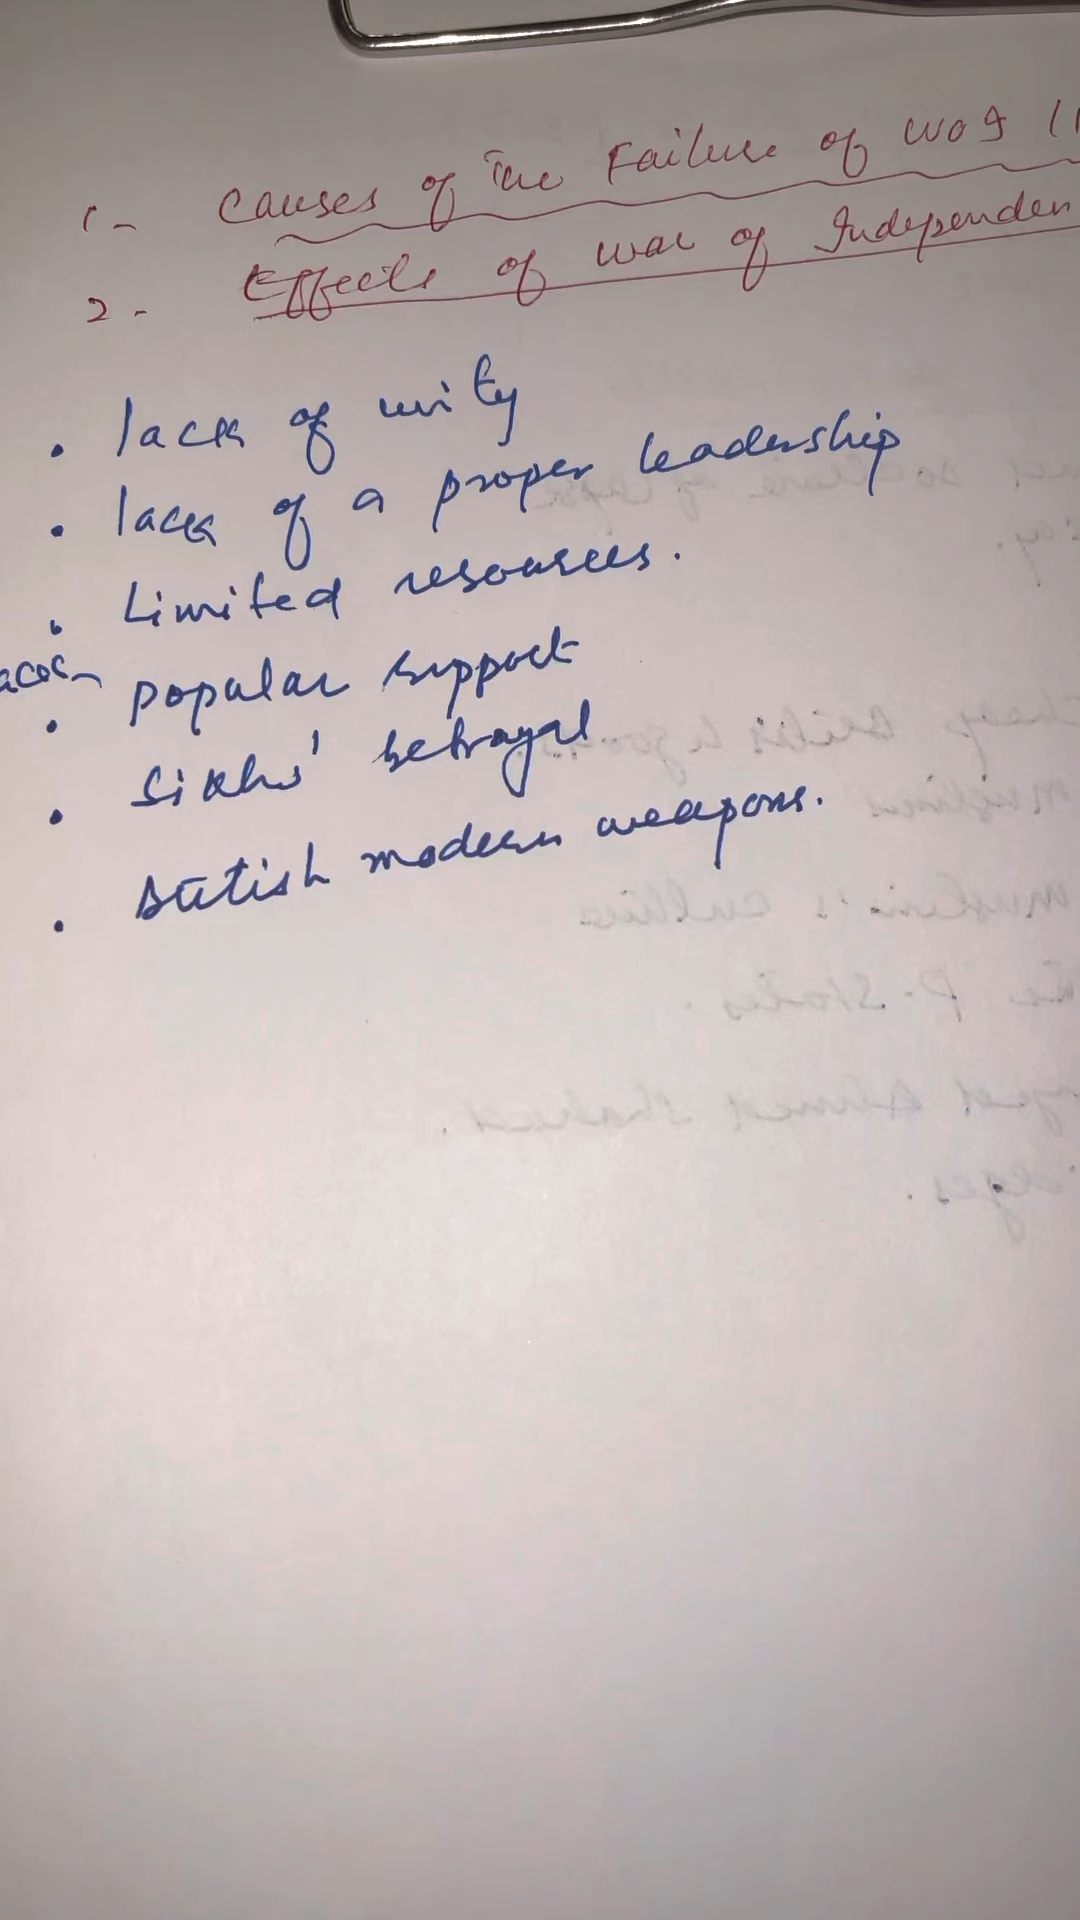 1- Causes of the Failure of WOI (1
2- Effects of War of Independen
• lack of unity
• lack of a proper leadership
• Limited resources.
• popular support
• Sikhs' betrayal
• British modern weapons.